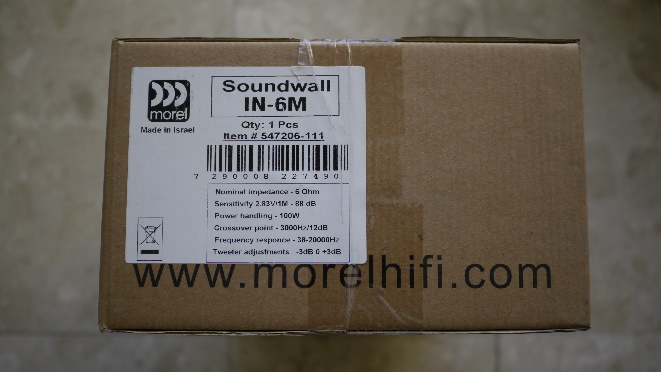 morel
Made in Israel
Soundwall
IN-6M
Qty: 1 Pcs
Item # 547206-111
7 290008 227490
Nominal impedance - 6 Ohm
Sensitivity 2.83V/1M - 88 dB
Power handling - 100W
Crossover point - 3000Hz/12dB
Frequency responce - 38-20000Hz
Tweeter adjustments -3dB 0 +3dB
www.morelhifi.com